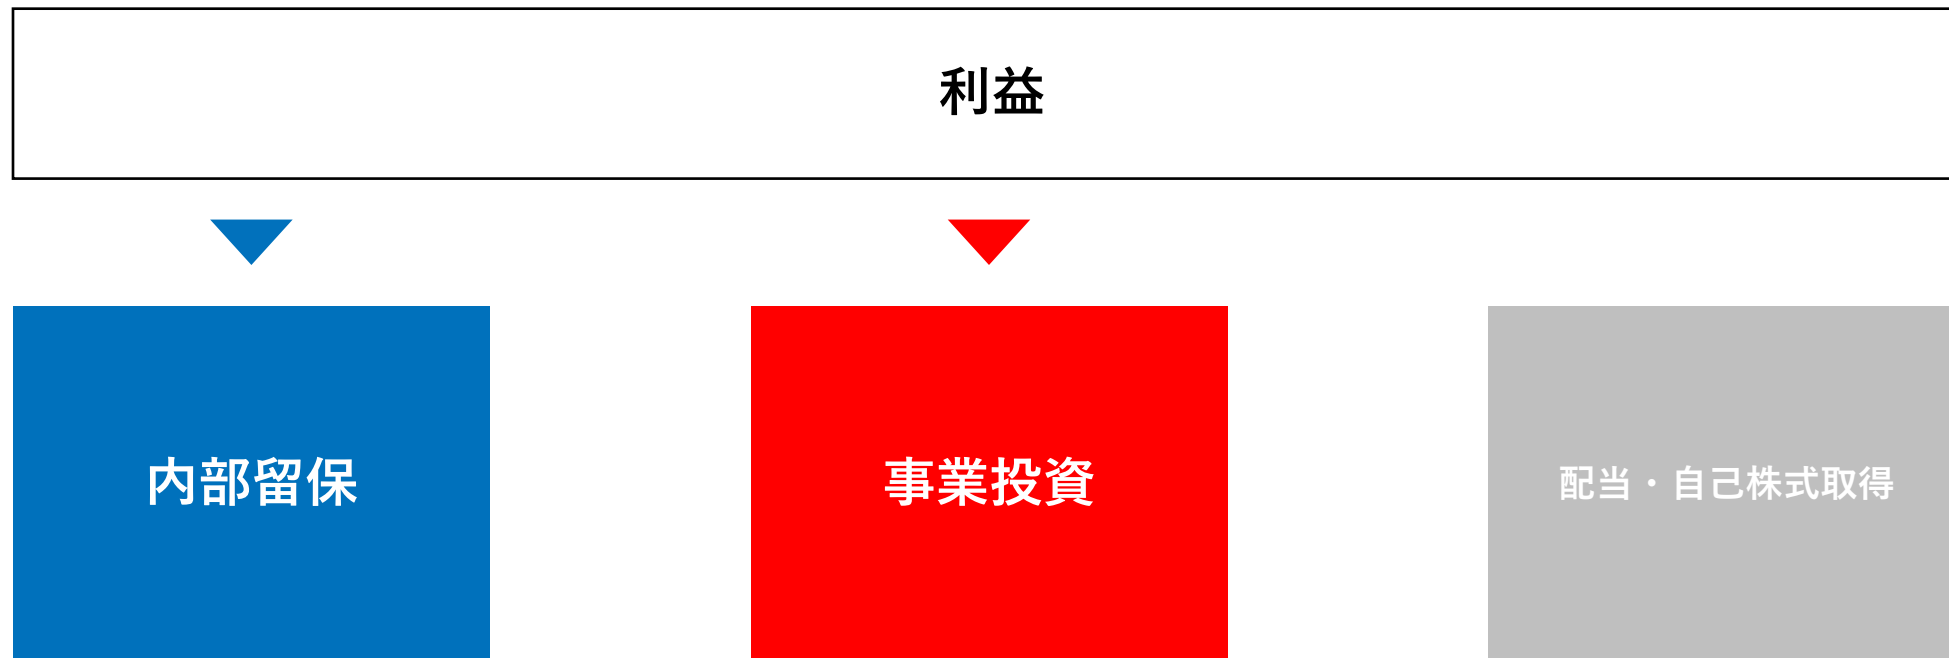 利益
内部留保
事業投資
配当・自己株式取得